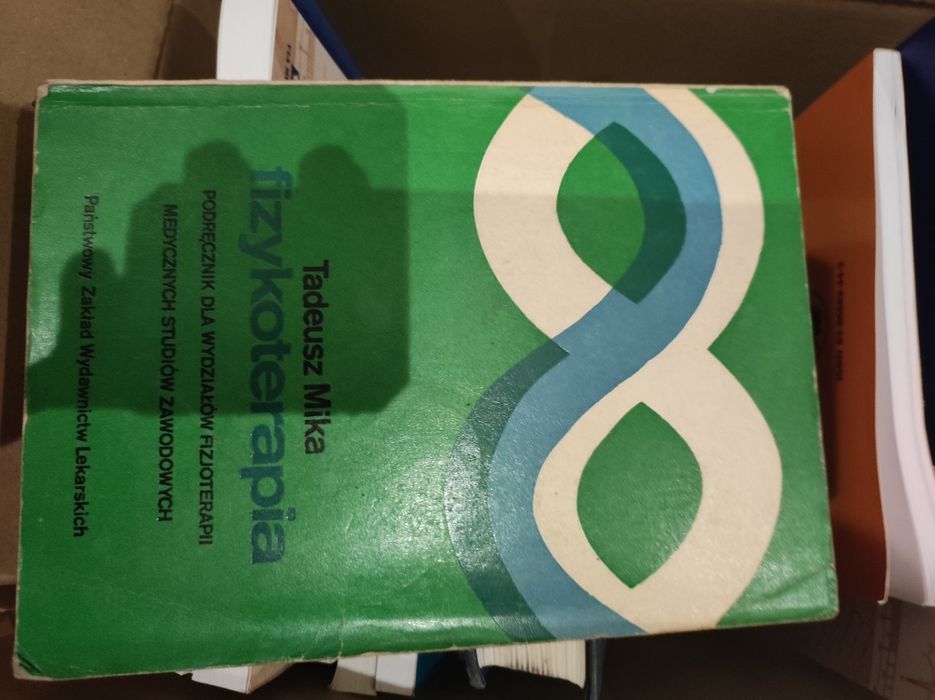 Tadeusz Mika
fizykoterapia
PODRĘCZNIK DLA WYDZIAŁÓW FIZJOTERAPII
MEDYCZNYCH STUDIÓW ZAWODOWYCH
Państwowy Zakład Wydawnictw Lekarskich